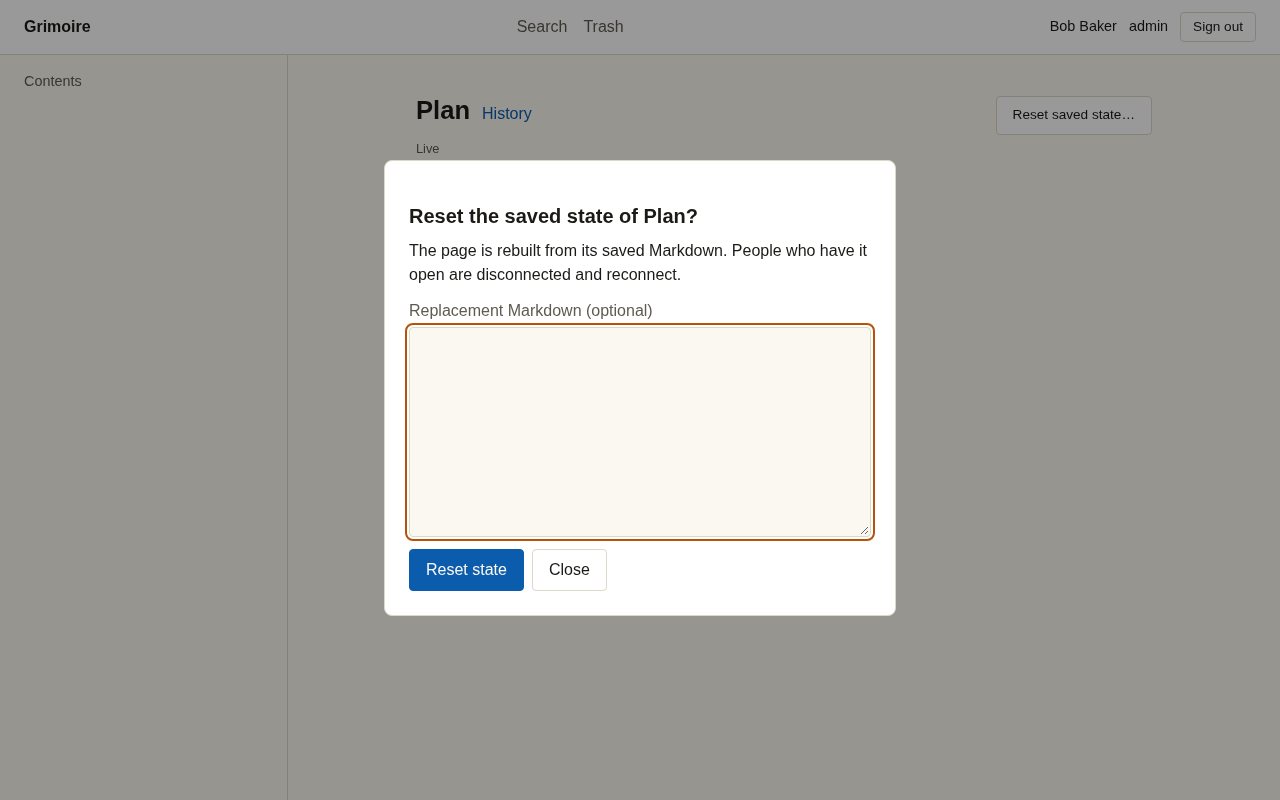 Grimoire
Search Trash
Bob Baker admin Sign out
Contents
Plan History
Reset saved state…
Live
Reset the saved state of Plan?
The page is rebuilt from its saved Markdown. People who have it
open are disconnected and reconnect.
Replacement Markdown (optional)
Reset state Close